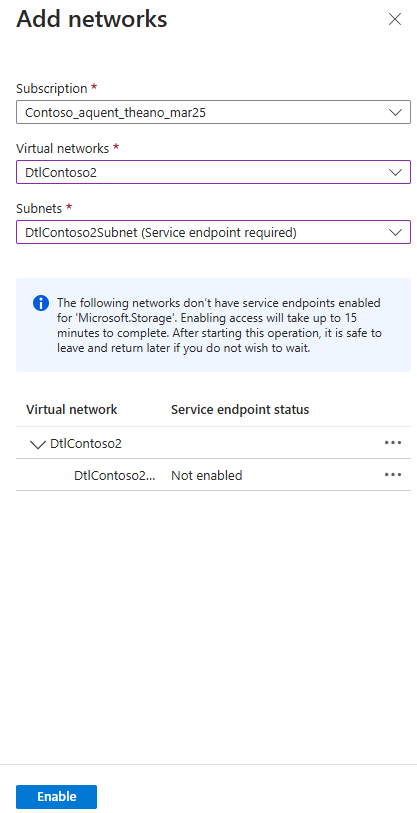 Add networks
Subscription *
Contoso_aquent_theano_mar25
Virtual networks *
DtlContoso2
Subnets *
DtlContoso2Subnet (Service endpoint required)
The following networks don't have service endpoints enabled
for 'Microsoft.Storage'. Enabling access will take up to 15
minutes to complete. After starting this operation, it is safe to
leave and return later if you do not wish to wait.
Virtual network Service endpoint status
DtlContoso2 •••
DtlContoso2... Not enabled •••
Enable